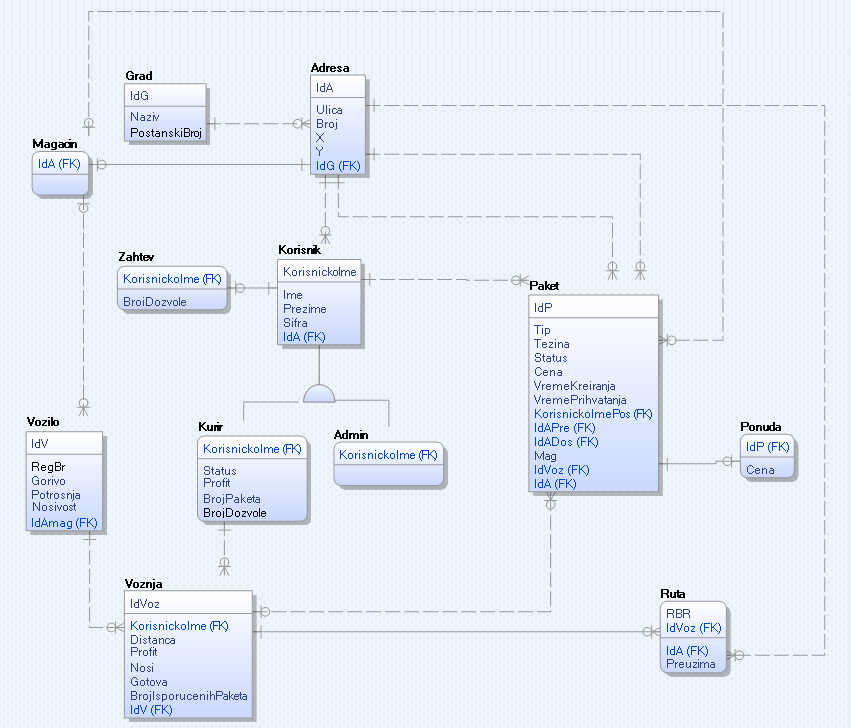 Grad
IdG
Naziv
PostanskiBroj
Adresa
IdA
Ulica
Broj
X
Y
IdG (FK)
Magacin
IdA (FK)
Zahtev
KorisnickoIme (FK)
BrojDozvole
Korisnik
KorisnickoIme
Ime
Prezime
Sifra
IdA (FK)
Paket
IdP
Tip
Tezina
Status
Cena
VremeKreiranja
VremePrihvatanja
KorisnickoImePos (FK)
IdAPre (FK)
IdADos (FK)
Mag
IdVoz (FK)
IdA (FK)
Vozilo
IdV
RegBr
Gorivo
Potrosnja
Nosivost
IdAmag (FK)
Kurir
KorisnickoIme (FK)
Status
Profit
BrojPaketa
BrojDozvole
Admin
KorisnickoIme (FK)
Ponuda
IdP (FK)
Cena
Voznja
IdVoz
KorisnickoIme (FK)
Distanca
Profit
Nosi
Gotova
BrojIsporucenihPaketa
IdV (FK)
Ruta
RBR
IdVoz (FK)
IdA (FK)
Preuzima